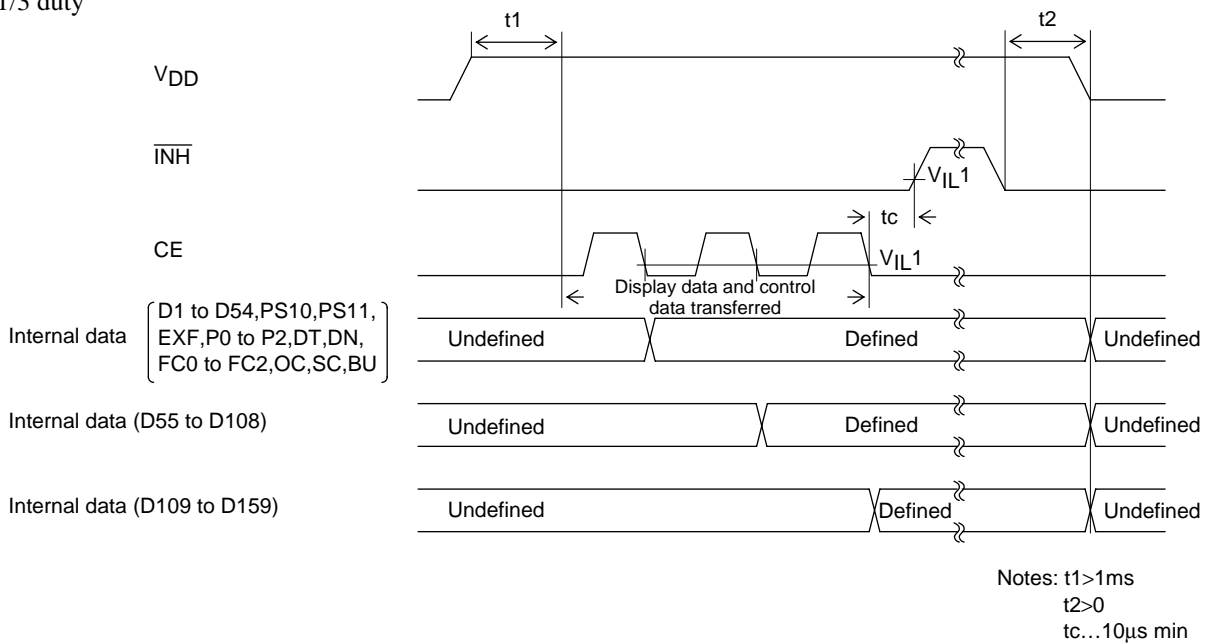 1/3 duty
t1
t2
VDD
INH
VIL1
tc
CE
VIL1
Display data and control
data transferred
Internal data
D1 to D54,PS10,PS11,
EXF,P0 to P2,DT,DN,
FC0 to FC2,OC,SC,BU
Undefined
Defined
Undefined
Internal data (D55 to D108)
Undefined
Defined
Undefined
Internal data (D109 to D159)
Undefined
Defined
Undefined
Notes: t1>1ms
t2>0
tc…10µs min